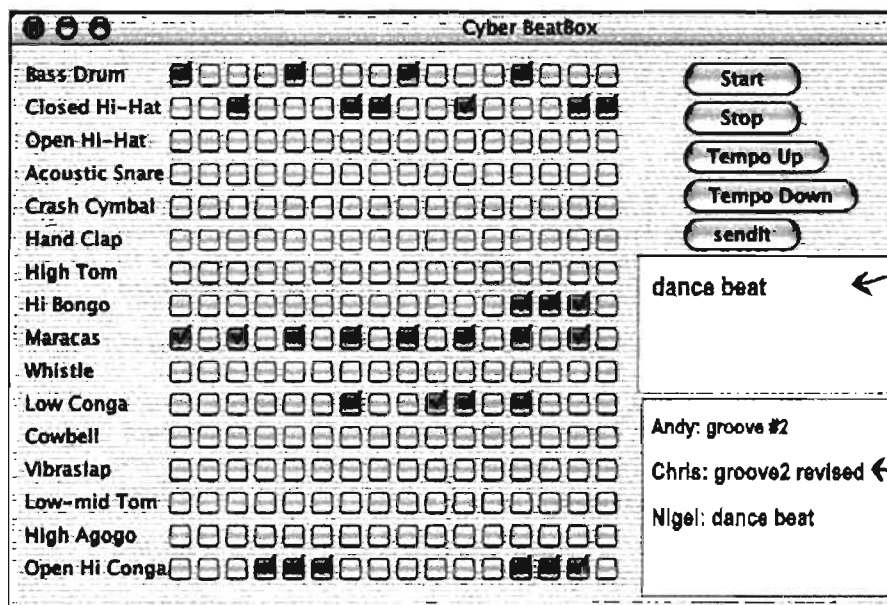 Cyber BeatBox
Bass Drum
Closed Hi-Hat
Open Hi-Hat
Acoustic Snare
Crash Cymbal
Hand Clap
High Tom
Hi Bongo
Maracas
Whistle
Low Conga
Cowbell
Vibraslap
Low-mid Tom
High Agogo
Open Hi Conga
Start
Stop
Tempo Up
Tempo Down
sendIt
dance beat
Andy: groove #2
Chris: groove2 revised
Nigel: dance beat